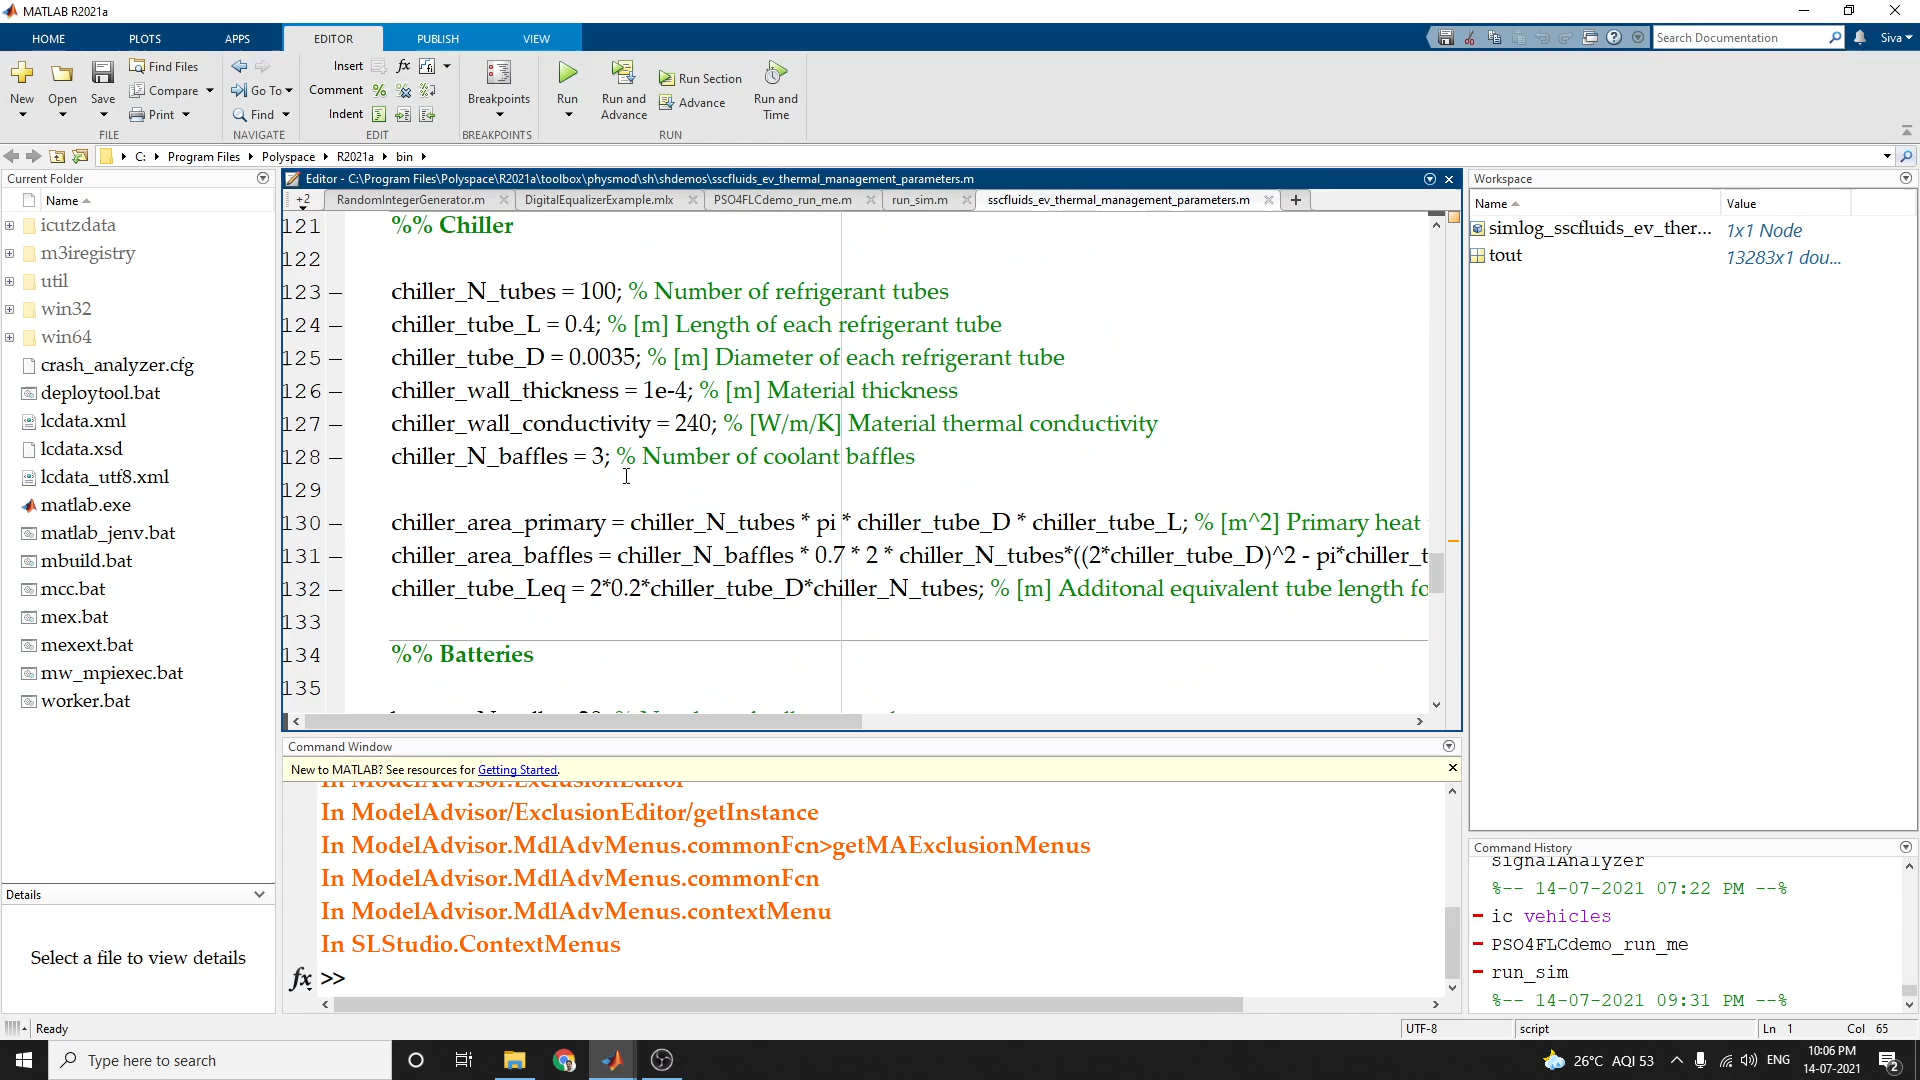 MATLAB R2021a
HOME PLOTS APPS EDITOR PUBLISH VIEW
Search Documentation
Siva
New
Open
Save
Find Files
Compare
Print
FILE
Go To
Find
NAVIGATE
Insert
Comment
Indent
EDIT
Breakpoints
BREAKPOINTS
Run
Run and Advance
Run Section
Advance
Run and Time
RUN
C: Program Files Polyspace R2021a bin
Current Folder
Name
icutzdata
m3iregistry
util
win32
win64
crash_analyzer.cfg
deploytool.bat
lcdata.xml
lcdata.xsd
lcdata_utf8.xml
matlab.exe
matlab_jenv.bat
mbuild.bat
mcc.bat
mex.bat
mexext.bat
mw_mpiexec.bat
worker.bat
Details
Select a file to view details
Editor - C:\Program Files\Polyspace\R2021a\toolbox\physmod\sh\shdemos\sscfluids_ev_thermal_management_parameters.m
+2 RandomIntegerGenerator.m DigitalEqualizerExample.mlx PSO4FLCdemo_run_me.m run_sim.m sscfluids_ev_thermal_management_parameters.m
121 %% Chiller
122
123 – chiller_N_tubes = 100; % Number of refrigerant tubes
124 – chiller_tube_L = 0.4; % [m] Length of each refrigerant tube
125 – chiller_tube_D = 0.0035; % [m] Diameter of each refrigerant tube
126 – chiller_wall_thickness = 1e-4; % [m] Material thickness
127 – chiller_wall_conductivity = 240; % [W/m/K] Material thermal conductivity
128 – chiller_N_baffles = 3; % Number of coolant baffles
129
130 – chiller_area_primary = chiller_N_tubes * pi * chiller_tube_D * chiller_tube_L; % [m^2] Primary heat
131 – chiller_area_baffles = chiller_N_baffles * 0.7 * 2 * chiller_N_tubes*((2*chiller_tube_D)^2 - pi*chiller_t
132 – chiller_tube_Leq = 2*0.2*chiller_tube_D*chiller_N_tubes; % [m] Additonal equivalent tube length fo
133
134 %% Batteries
135
Command Window
New to MATLAB? See resources for Getting Started.
In ModelAdvisor.ExclusionEditor
In ModelAdvisor/ExclusionEditor/getInstance
In ModelAdvisor.MdlAdvMenus.commonFcn>getMAExclusionMenus
In ModelAdvisor.MdlAdvMenus.commonFcn
In ModelAdvisor.MdlAdvMenus.contextMenu
In SLStudio.ContextMenus
fx >>
Workspace
Name Value
simlog_sscfluids_ev_ther... 1x1 Node
tout 13283x1 dou...
Command History
signalAnalyzer
%-- 14-07-2021 07:22 PM --%
ic vehicles
PSO4FLCdemo_run_me
run_sim
%-- 14-07-2021 09:31 PM --%
Ready
UTF-8
script
Ln 1 Col 65
Type here to search
26°C AQI 53
ENG
10:06 PM
14-07-2021
2